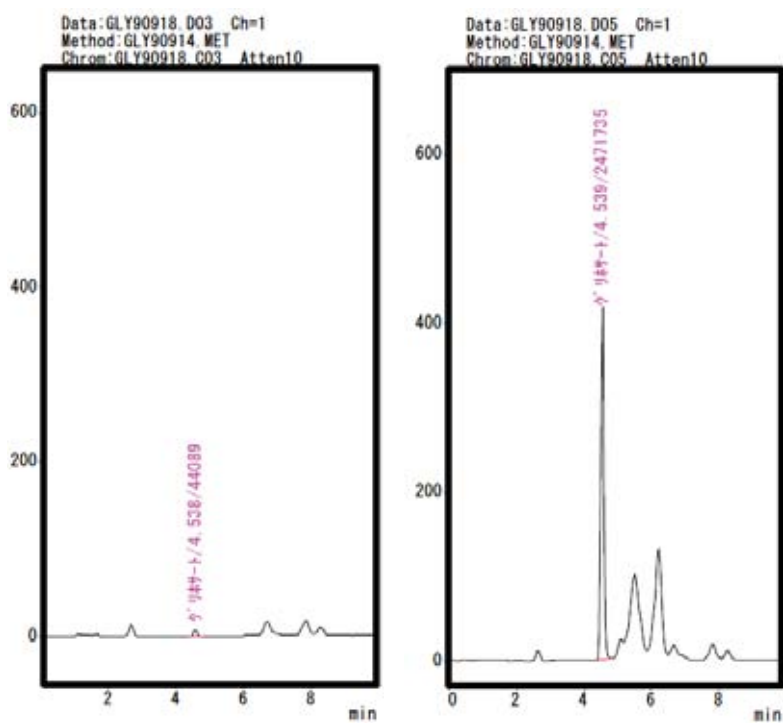 Data:GLY90918.D03 Ch=1
Method:GLY90914.MET
Chrom:GLY90918.C03 Atten10
600
400
200
0
グリホサート/4.538/44089
2
4
6
8
min
Data:GLY90918.D05 Ch=1
Method:GLY90914.MET
Chrom:GLY90918.C05 Atten10
600
400
200
0
グリホサート/4.539/2471735
0
2
4
6
8
min